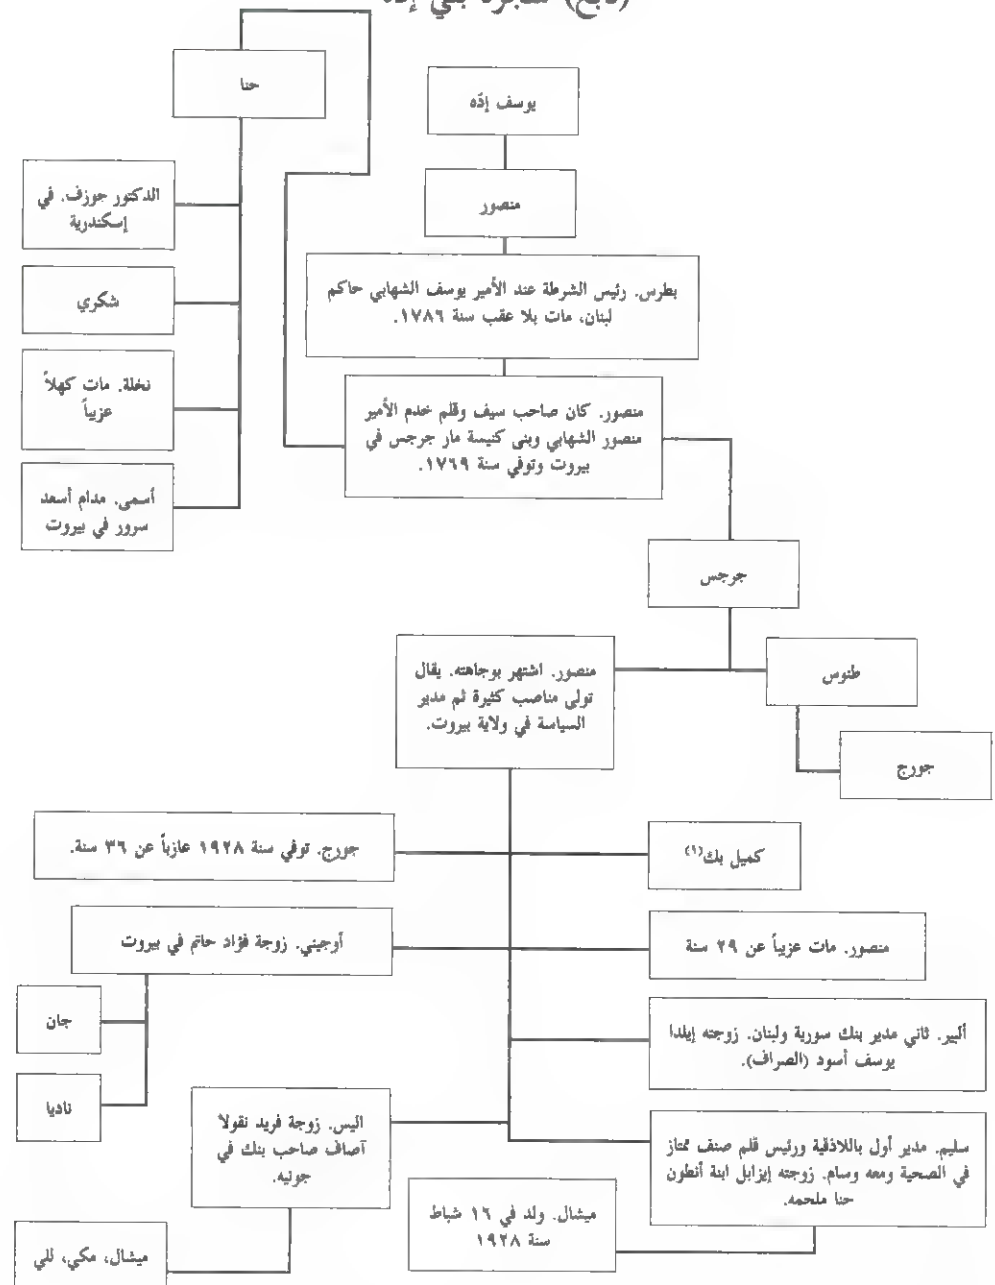 (تابع) شجرة بني إده
حنا
يوسف إدّه
الدكتور جوزف. في
إسكندرية
منصور
شكري
بطرس. رئيس الشرطة عند الأمير يوسف الشهابي حاكم
لبنان، مات بلا عقب سنة ١٧٨٦.
نخلة. مات كهلاً
عزيباً
منصور. كان صاحب سيف وقلم خدم الأمير
منصور الشهابي وبنى كنيسة مار جرجس في
بيروت وتوفي سنة ١٧٦٩.
أسمى. مدام أسعد
سرور في بيروت
جرجس
منصور. اشتهر بوجاهته. يقال
تولى مناصب كثيرة ثم مدير
السياسة في ولاية بيروت.
طنوس
جورج
كميل بك(١)
جورج. توفي سنة ١٩٢٨ عازباً عن ٣٦ سنة.
منصور. مات عزيباً عن ٢٩ سنة
أوجيني. زوجة فؤاد حاتم في بيروت
جان
ناديا
ألبير. ثاني مدير بنك سورية ولبنان. زوجته إيلدا
يوسف أسود (الصراف).
اليس. زوجة فريد نقولا
آصاف صاحب بنك في
جونيه.
سليم. مدير أول باللاذقية ورئيس قلم صنف ممتاز
في الصحية ومعه وسام. زوجته إيزابل ابنة أنطون
حنا ملحمه.
ميشال. ولد في ١٦ شباط
سنة ١٩٢٨
ميشال، مكي، للي